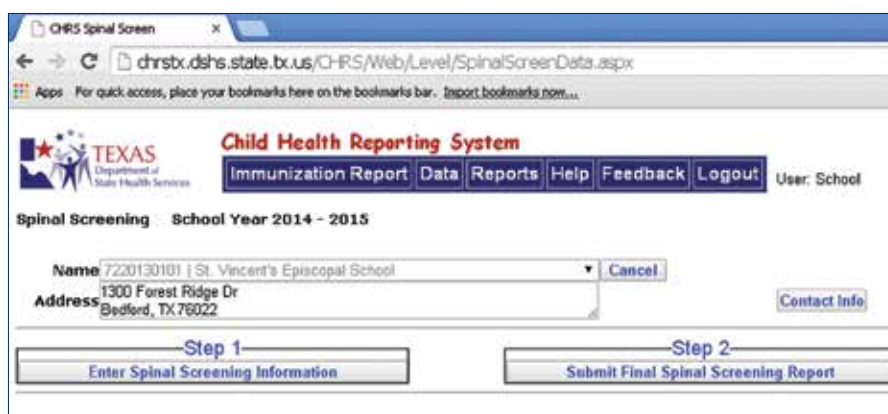 CHRS Spinal Screen ×
chrstx.dshs.state.tx.us/CHRS/Web/Level/SpinalScreenData.aspx
Apps For quick access, place your bookmarks here on the bookmarks bar. Import bookmarks now...
TEXAS
Department of
State Health Services
Child Health Reporting System
Immunization Report Data Reports Help Feedback Logout
User: School
Spinal Screening School Year 2014 - 2015
Name 7220130101 | St. Vincent's Episcopal School Cancel
Address 1300 Forest Ridge Dr
Bedford, TX 76022
Contact Info
Step 1
Enter Spinal Screening Information
Step 2
Submit Final Spinal Screening Report